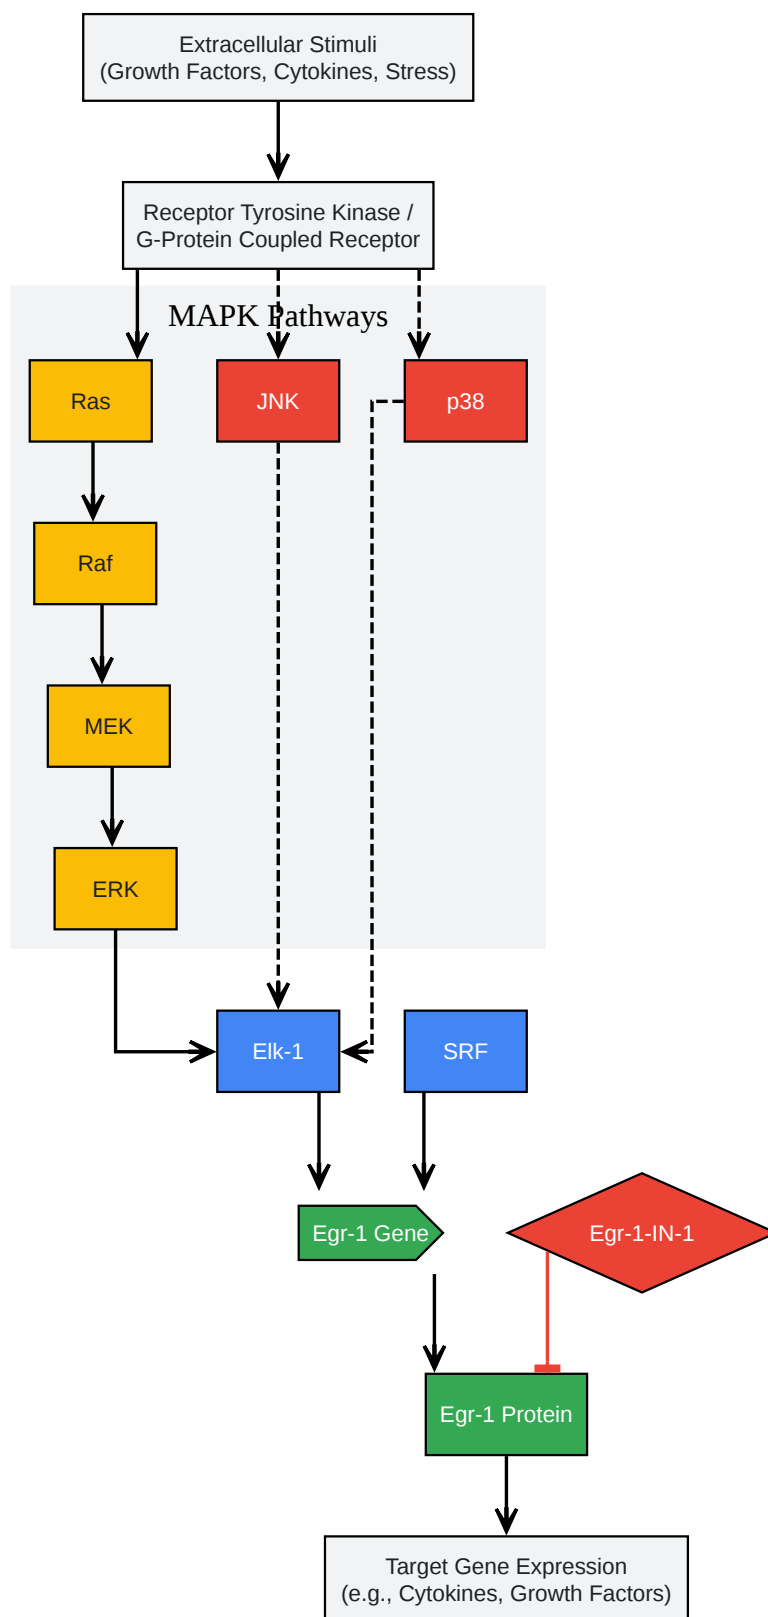 Extracellular Stimuli
(Growth Factors, Cytokines, Stress)
Receptor Tyrosine Kinase /
G-Protein Coupled Receptor
MAPK Pathways
Ras
JNK
p38
Raf
MEK
ERK
Elk-1
SRF
Egr-1 Gene
Egr-1-IN-1
Egr-1 Protein
Target Gene Expression
(e.g., Cytokines, Growth Factors)